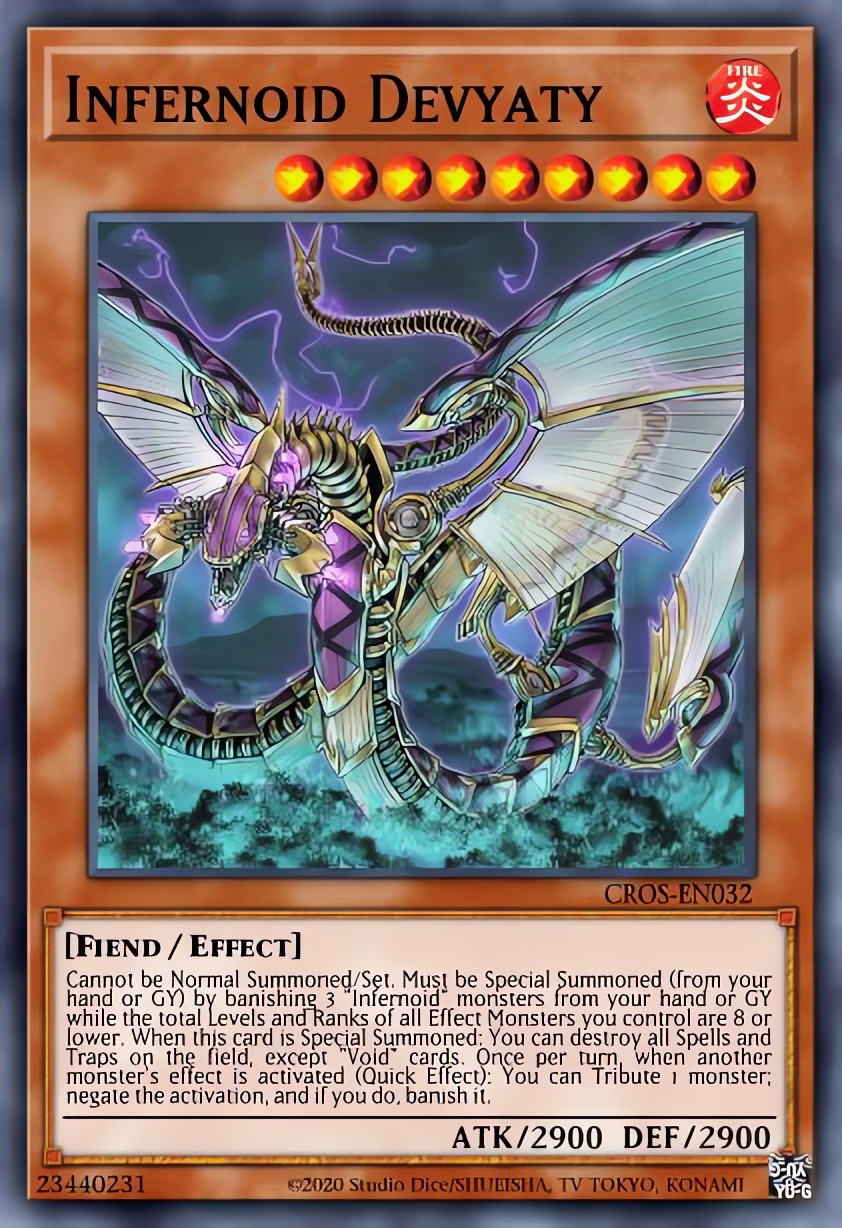 Infernoid Devyaty
FIRE
炎
CROS-EN032
[Fiend / Effect]
Cannot be Normal Summoned/Set. Must be Special Summoned (from your
hand or GY) by banishing 3 "Infernoid" monsters from your hand or GY
while the total Levels and Ranks of all Effect Monsters you control are 8 or
lower. When this card is Special Summoned: You can destroy all Spells and
Traps on the field, except "Void" cards. Once per turn, when another
monster's effect is activated (Quick Effect): You can Tribute 1 monster;
negate the activation, and if you do, banish it.
ATK/2900 DEF/2900
23440231
©2020 Studio Dice/SHUEISHA, TV TOKYO, KONAMI